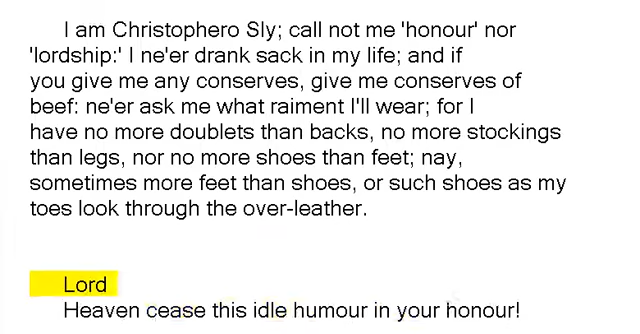 I am Christophero Sly; call not me 'honour' nor
'lordship:' I ne'er drank sack in my life; and if
you give me any conserves, give me conserves of
beef: ne'er ask me what raiment I'll wear; for I
have no more doublets than backs, no more stockings
than legs, nor no more shoes than feet; nay,
sometimes more feet than shoes, or such shoes as my
toes look through the over-leather.
Lord
Heaven cease this idle humour in your honour!